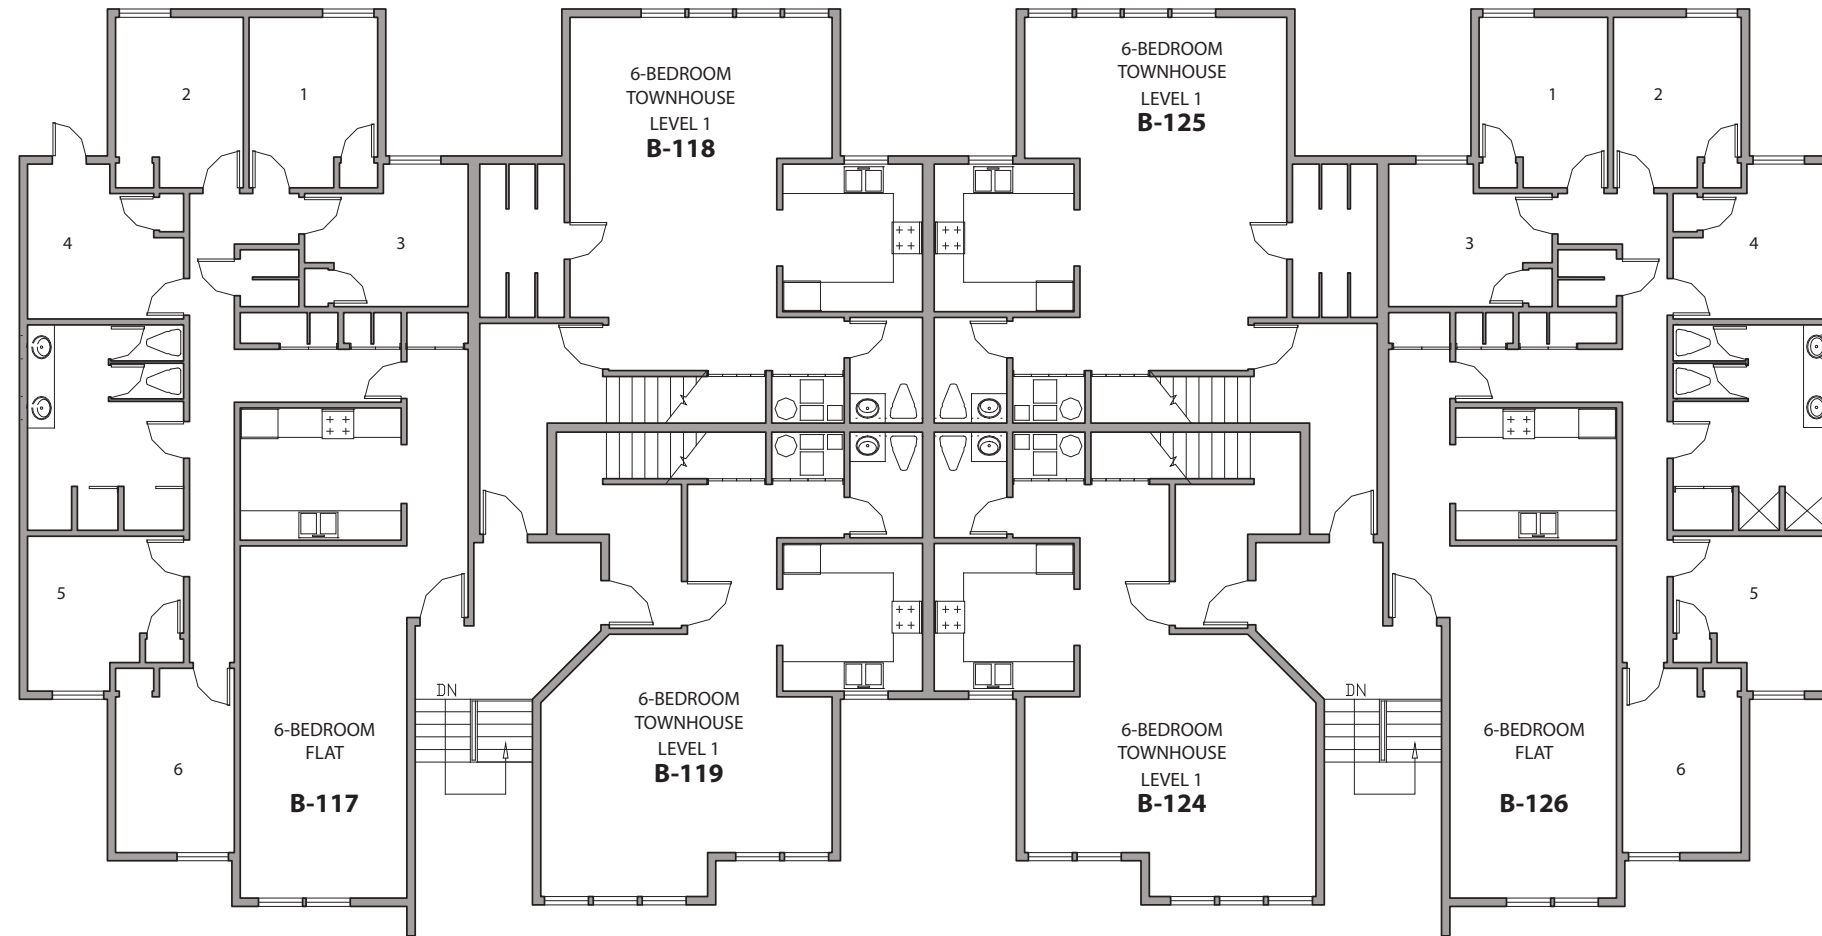 6-BEDROOM
TOWNHOUSE
LEVEL 1
B-118
6-BEDROOM
TOWNHOUSE
LEVEL 1
B-125
2
1
1
2
4
3
3
4
5
5
DN
DN
6-BEDROOM
TOWNHOUSE
LEVEL 1
B-119
6-BEDROOM
TOWNHOUSE
LEVEL 1
B-124
6
6-BEDROOM
FLAT
B-117
6-BEDROOM
FLAT
B-126
6